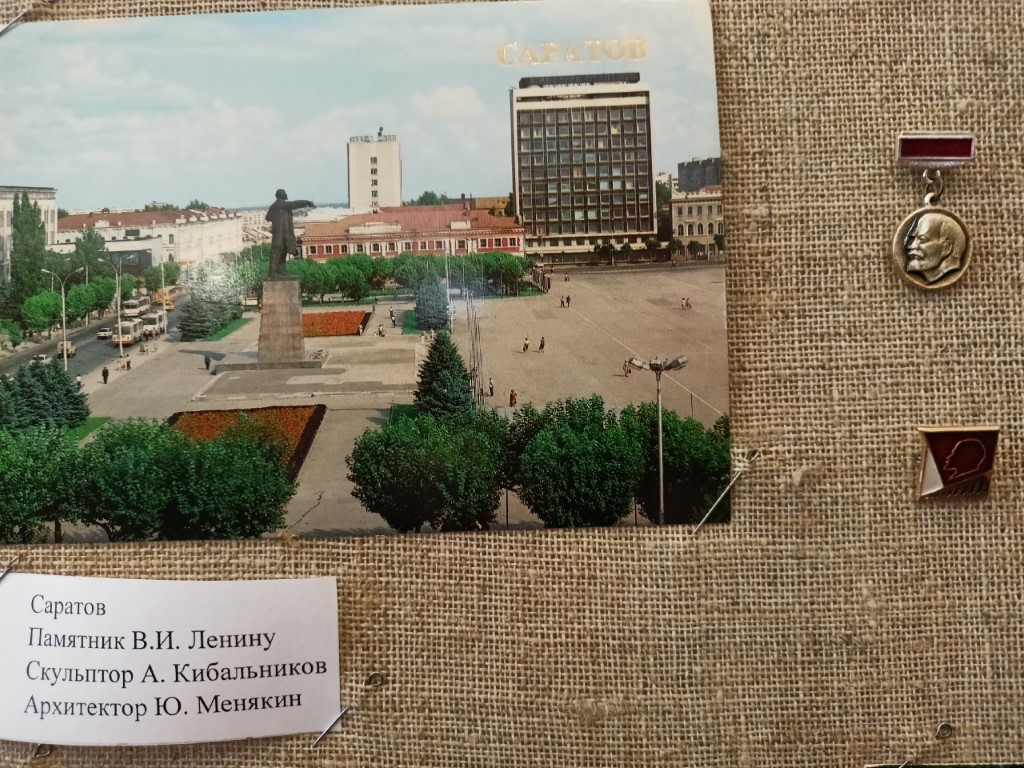 САРАТОВ
Саратов
Памятник В.И. Ленину
Скульптор А. Кибальников
Архитектор Ю. Менякин